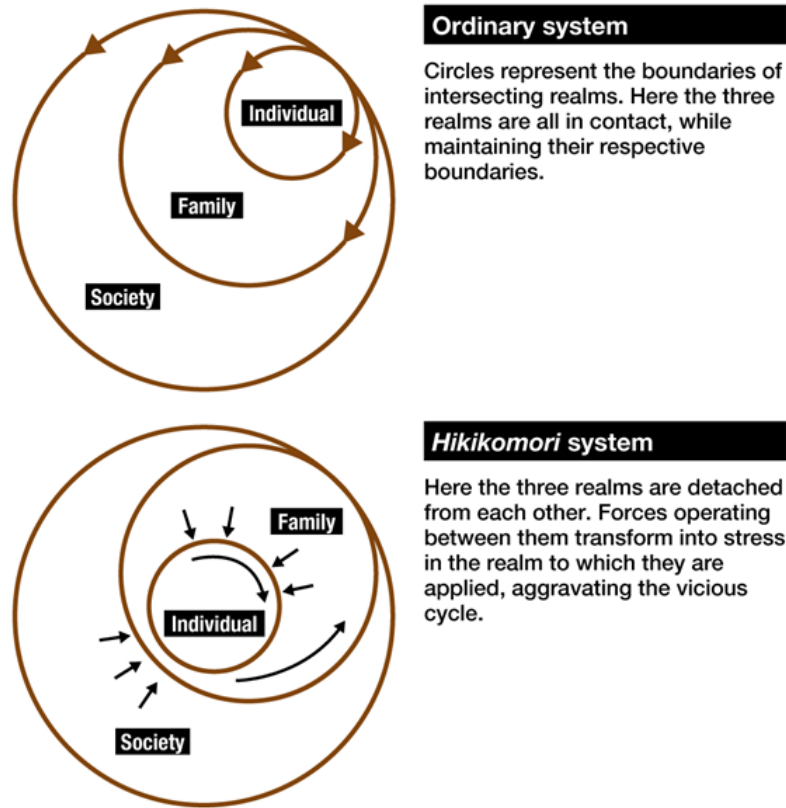 Ordinary system
Circles represent the boundaries of
intersecting realms. Here the three
realms are all in contact, while
maintaining their respective
boundaries.
Individual
Family
Society
Hikikomori system
Here the three realms are detached
from each other. Forces operating
between them transform into stress
in the realm to which they are
applied, aggravating the vicious
cycle.
Family
Individual
Society